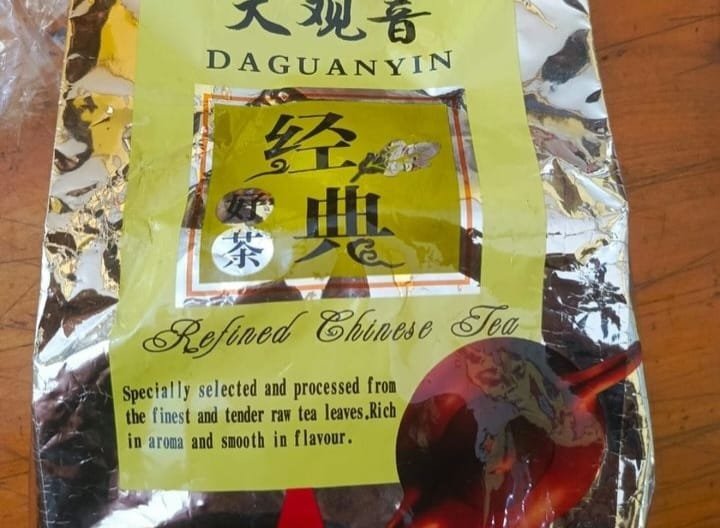 大观音
DAGUANYIN
经典
好茶
Refined Chinese Tea
Specially selected and processed from
the finest and tender raw tea leaves.Rich
in aroma and smooth in flavour.